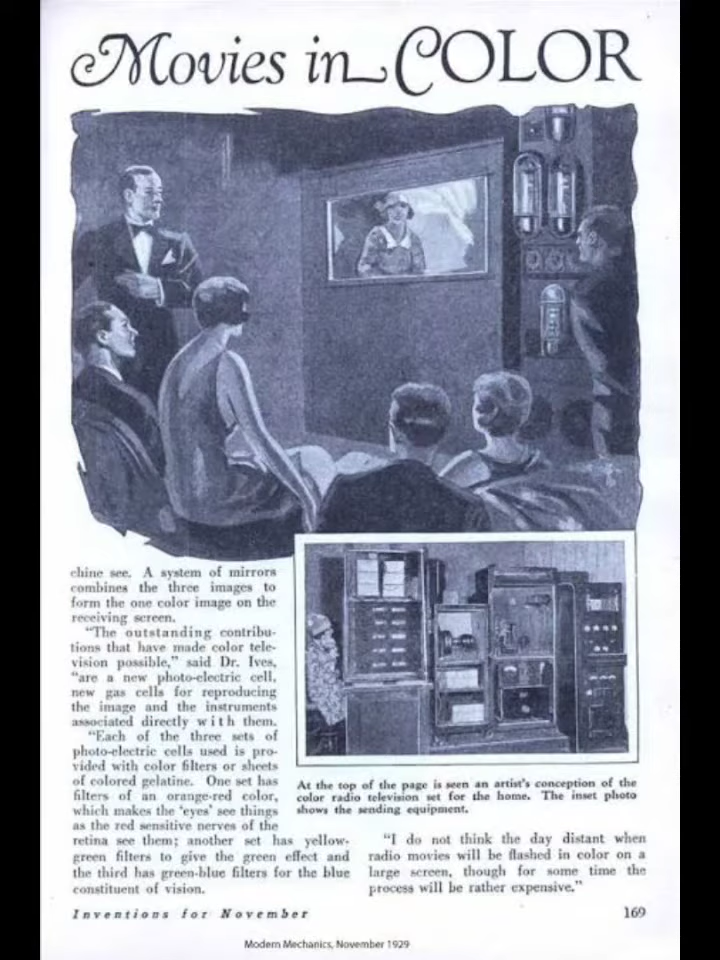 Movies in COLOR
chine see. A system of mirrors
combines the three images to
form the one color image on the
receiving screen.
"The outstanding contribu-
tions that have made color tele-
vision possible," said Dr. Ives,
"are a new photo-electric cell,
new gas cells for reproducing
the image and the instruments
associated directly with them.
"Each of the three sets of
photo-electric cells used is pro-
vided with color filters or sheets
of colored gelatine. One set has
filters of an orange-red color,
which makes the 'eyes' see things
as the red sensitive nerves of the
retina see them; another set has yellow-
green filters to give the green effect and
the third has green-blue filters for the blue
constituent of vision.
At the top of the page is seen an artist's conception of the
color radio television set for the home. The inset photo
shows the sending equipment.
"I do not think the day distant when
radio movies will be flashed in color on a
large screen, though for some time the
process will be rather expensive."
Inventions for November
169
Modern Mechanics, November 1929